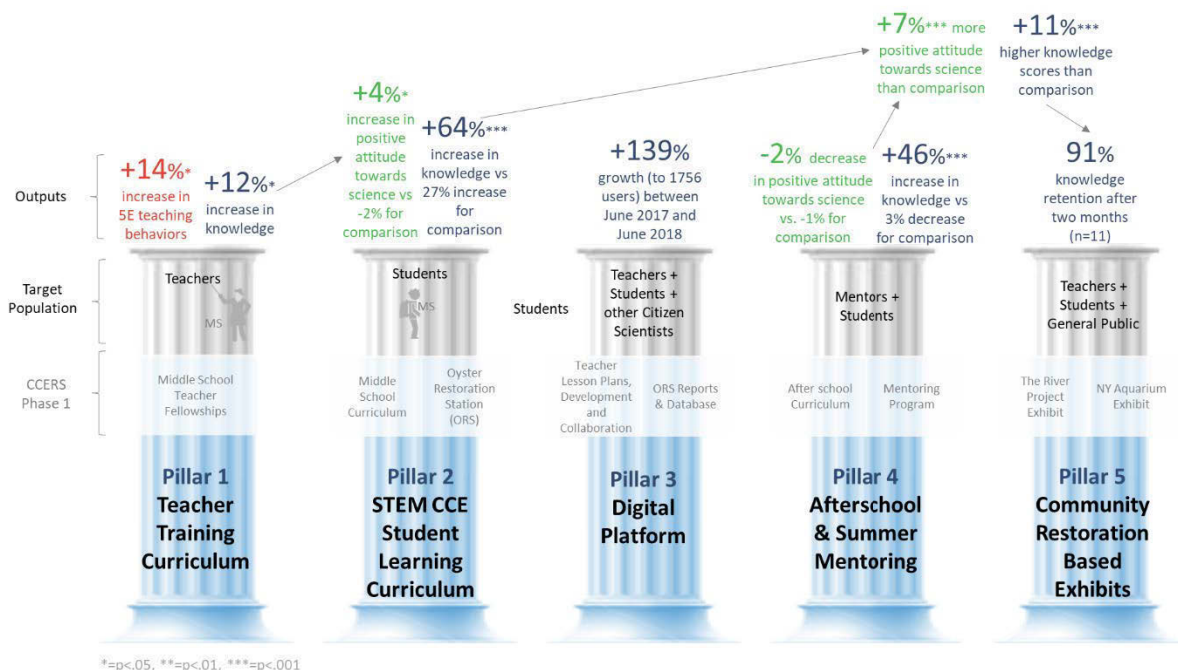 +7%*** more
positive attitude
towards science
than comparison
+11%***
higher knowledge
scores than
comparison
Outputs
+14%*
increase in
5E teaching
behaviors
+12%*
increase in
knowledge
+4%*
increase in
positive
attitude
towards
science vs
-2% for
comparison
+64%***
increase in
knowledge vs
27% increase
for
comparison
+139%
growth (to 1756
users) between
June 2017 and
June 2018
-2% decrease
in positive attitude
towards science
vs. -1% for
comparison
+46%***
increase in
knowledge vs
3% decrease
for comparison
91%
knowledge
retention after
two months
(n=11)
Target
Population
Teachers
MS
Students
MS
Students
Teachers +
Students +
other Citizen
Scientists
Mentors +
Students
Teachers +
Students +
General Public
CCERS
Phase 1
Middle School
Teacher
Fellowships
Middle
School
Curriculum
Oyster
Restoration
Station
(ORS)
Teacher
Lesson Plans,
Development
and
Collaboration
ORS Reports
& Database
After school
Curriculum
Mentoring
Program
The River
Project
Exhibit
NY Aquarium
Exhibit
Pillar 1
Teacher
Training
Curriculum
Pillar 2
STEM CCE
Student
Learning
Curriculum
Pillar 3
Digital
Platform
Pillar 4
Afterschool
& Summer
Mentoring
Pillar 5
Community
Restoration
Based
Exhibits
*=p<.05, **=p<.01, ***=p<.001